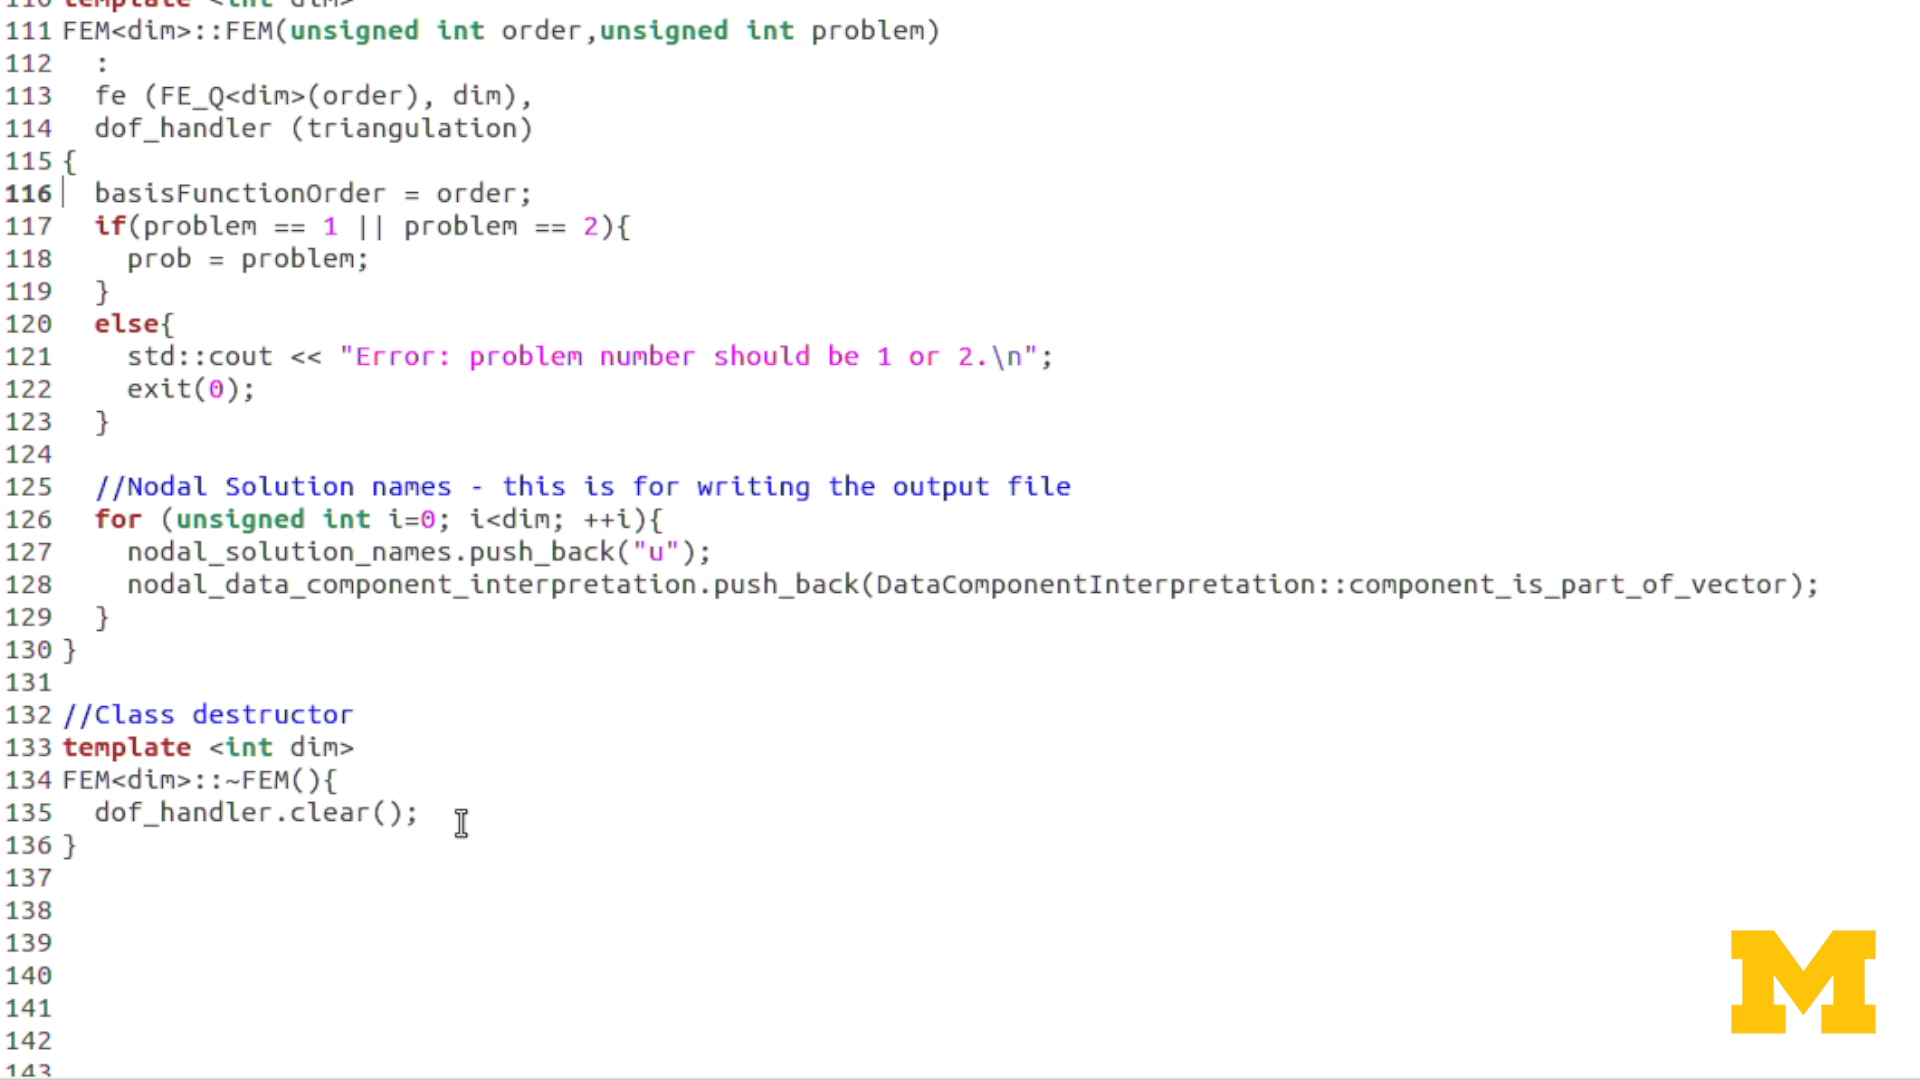 110 template <int dim>
111 FEM<dim>::FEM(unsigned int order,unsigned int problem)
112   :
113   fe (FE_Q<dim>(order), dim),
114   dof_handler (triangulation)
115 {
116   basisFunctionOrder = order;
117   if(problem == 1 || problem == 2){
118     prob = problem;
119   }
120   else{
121     std::cout << "Error: problem number should be 1 or 2.\n";
122     exit(0);
123   }
124
125   //Nodal Solution names - this is for writing the output file
126   for (unsigned int i=0; i<dim; ++i){
127     nodal_solution_names.push_back("u");
128     nodal_data_component_interpretation.push_back(DataComponentInterpretation::component_is_part_of_vector);
129   }
130 }
131
132 //Class destructor
133 template <int dim>
134 FEM<dim>::~FEM(){
135   dof_handler.clear();
136 }
137
138
139
140
141
142
143
M